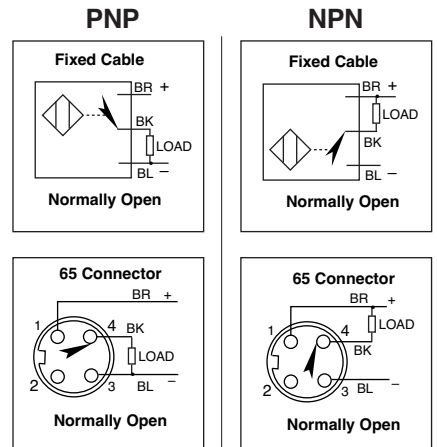 PNP
NPN
Fixed Cable
BR +
BK
LOAD
BL –
Normally Open
Fixed Cable
BR +
LOAD
BK
BL –
Normally Open
65 Connector
BR +
1 4 BK
LOAD
2 3 BL –
Normally Open
65 Connector
BR +
1 4 LOAD
BK
2 3 BL –
Normally Open